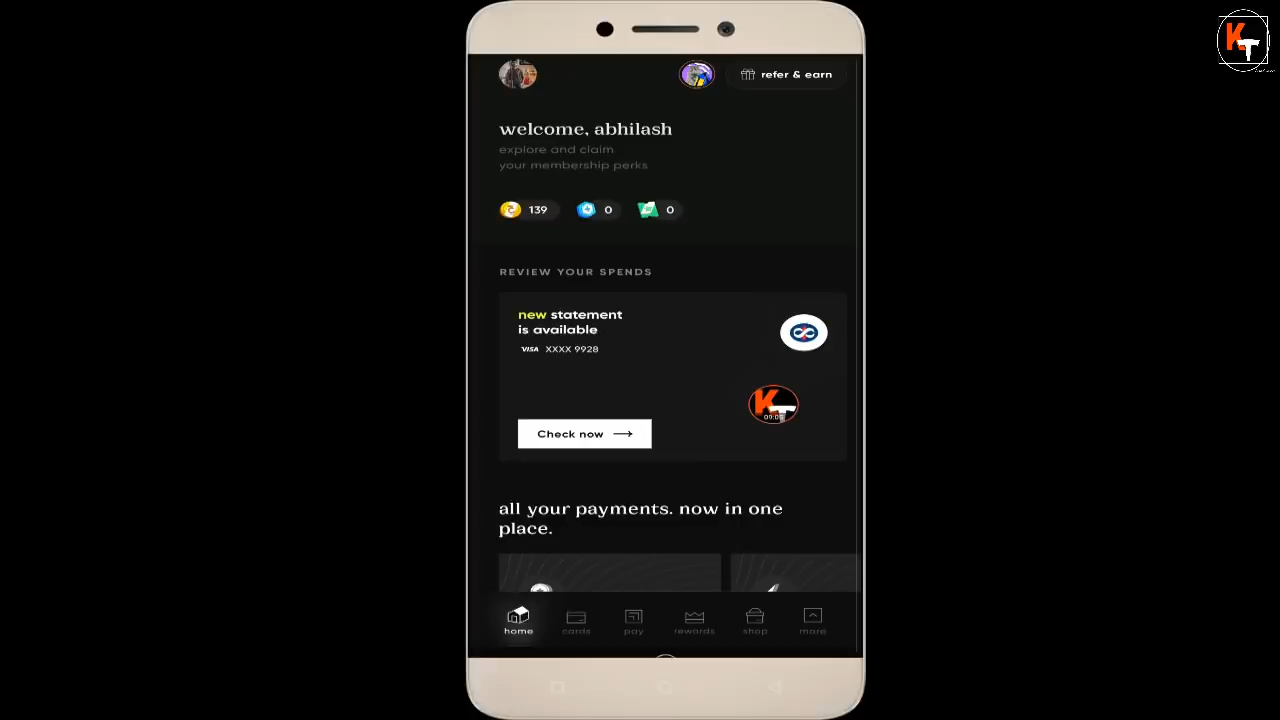 KT
refer & earn
welcome, abhilash
explore and claim
your membership perks
139
0
0
REVIEW YOUR SPENDS
new statement
is available
VISA XXXX 9928
KT
Check now →
all your payments. now in one
place.
home
cards
pay
rewards
shop
more